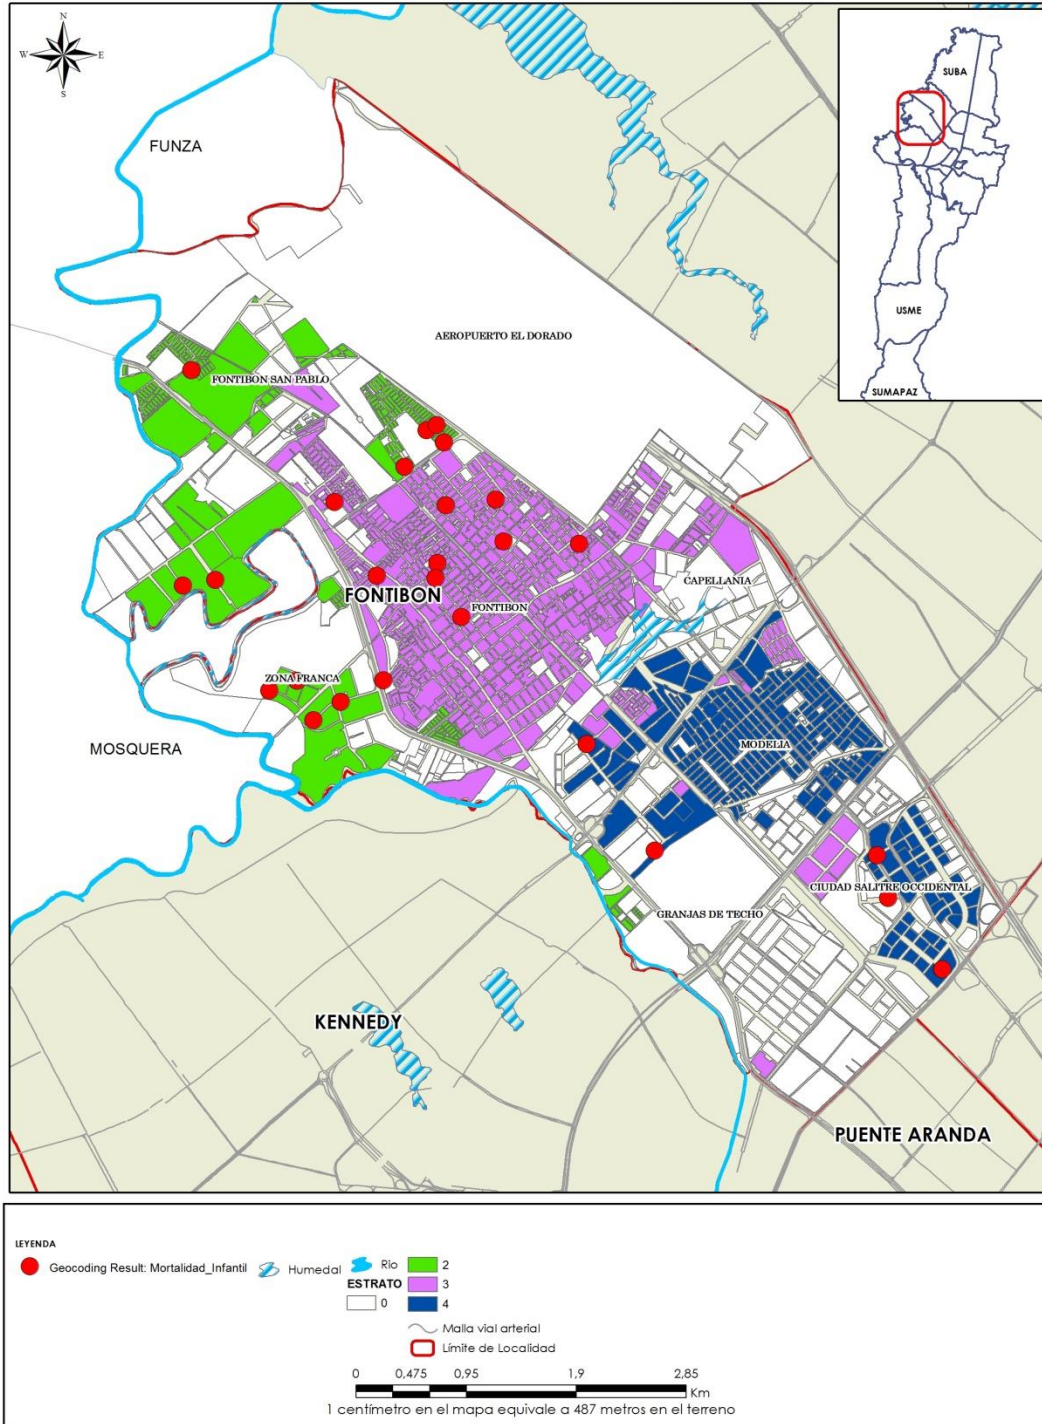 N
W
E
S
SUBA
USME
SUMAPAZ
FUNZA
AEROPUERTO EL DORADO
FONTIBON SAN PABLO
CAPELLANIA
FONTIBON
FONTIBON
ZONA FRANCA
MOSQUERA
MODELIA
CIUDAD SALITRE OCCIDENTAL
GRANJAS DE TECHO
KENNEDY
PUENTE ARANDA
LEYENDA
Geocoding Result: Mortalidad_Infantil
Humedal
Rio
ESTRATO
0
2
3
4
Malla vial arterial
Límite de Localidad
0 0,475 0,95 1,9 2,85
Km
1 centímetro en el mapa equivale a 487 metros en el terreno